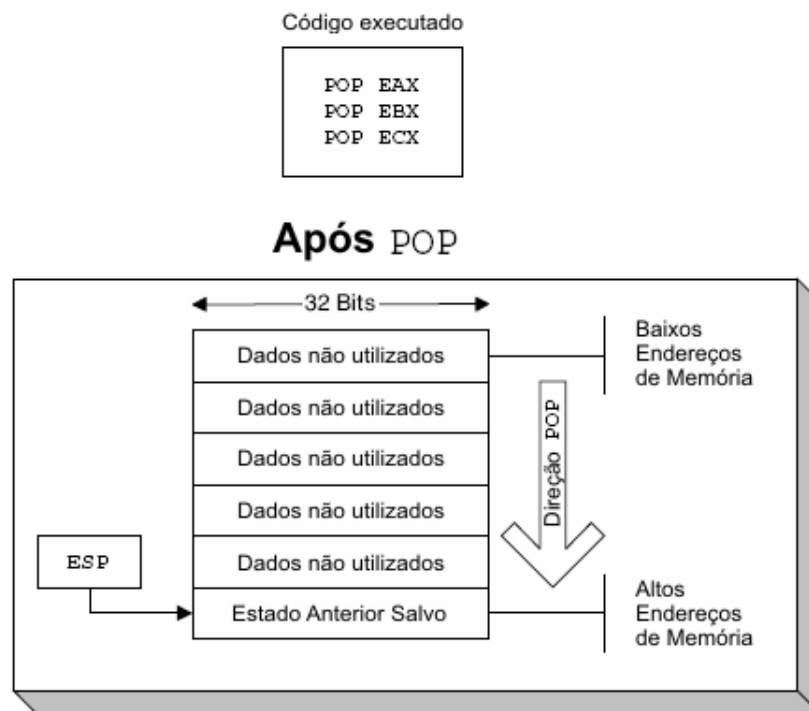 Código executado
POP EAX
POP EBX
POP ECX
Após POP
32 Bits
Dados não utilizados
Dados não utilizados
Dados não utilizados
Dados não utilizados
Dados não utilizados
Estado Anterior Salvo
ESP
Direção POP
Baixos
Endereços
de Memória
Altos
Endereços
de Memória